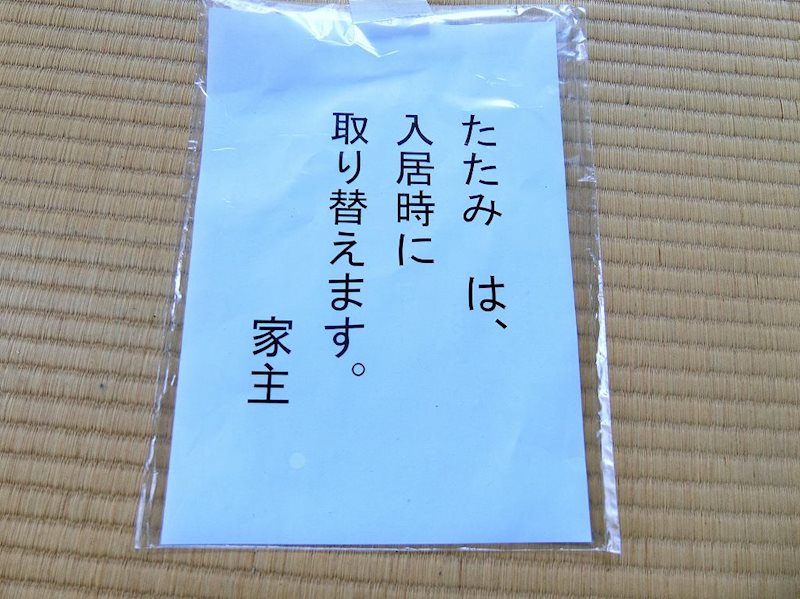 たたみ は、
入居時に
取り替えます。
家主